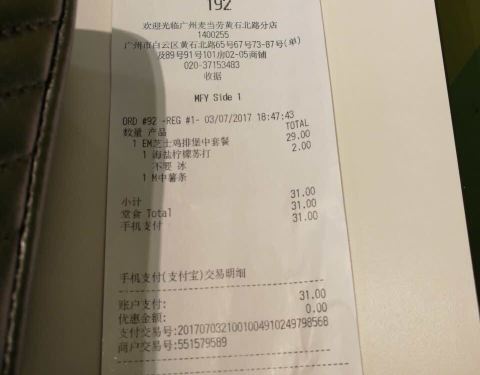 192
欢迎光临广州麦当劳黄石北路分店
1400255
广州市白云区黄石北路65号67号73-87号(单)
及89号91号101房02-05商铺
020-37153483
收据
MFY Side 1
ORD #92 -REG #1- 03/07/2017 18:47:43
数量 产品 TOTAL
1 EM芝士鸡排堡中套餐 29.00
1 海盐柠檬苏打 2.00
不要 冰
1 M中薯条
小计 31.00
堂食 Total 31.00
手机支付 31.00
手机支付(支付宝)交易明细
账户支付: 31.00
优惠金额: 0.00
支付交易号:2017070321001004910249798568
商户交易号:551579589